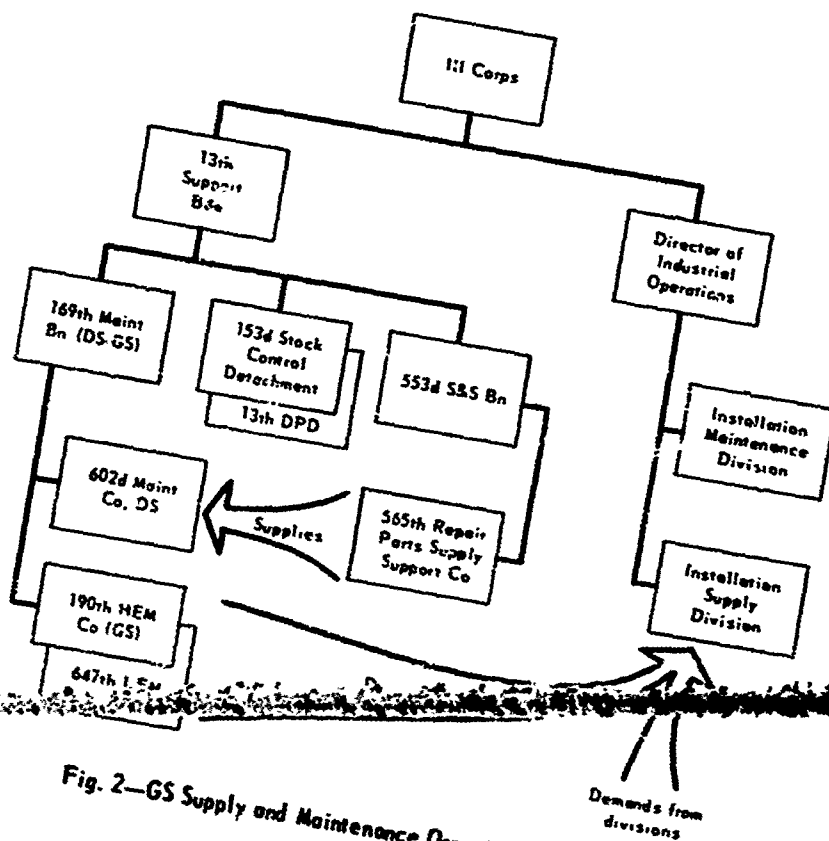 III Corps
13th
Support
Bde
Director of
Industrial
Operations
169th Maint
Bn (DS-GS)
153d Stock
Control
Detachment
13th DPD
553d S&S Bn
Installation
Maintenance
Division
602d Maint
Co, DS
Supplies
565th Repair
Parts Supply
Support Co
Installation
Supply
Division
190th HEM
Co (GS)
647th
Demands from
divisions
Fig. 2—GS Supply and Maintenance